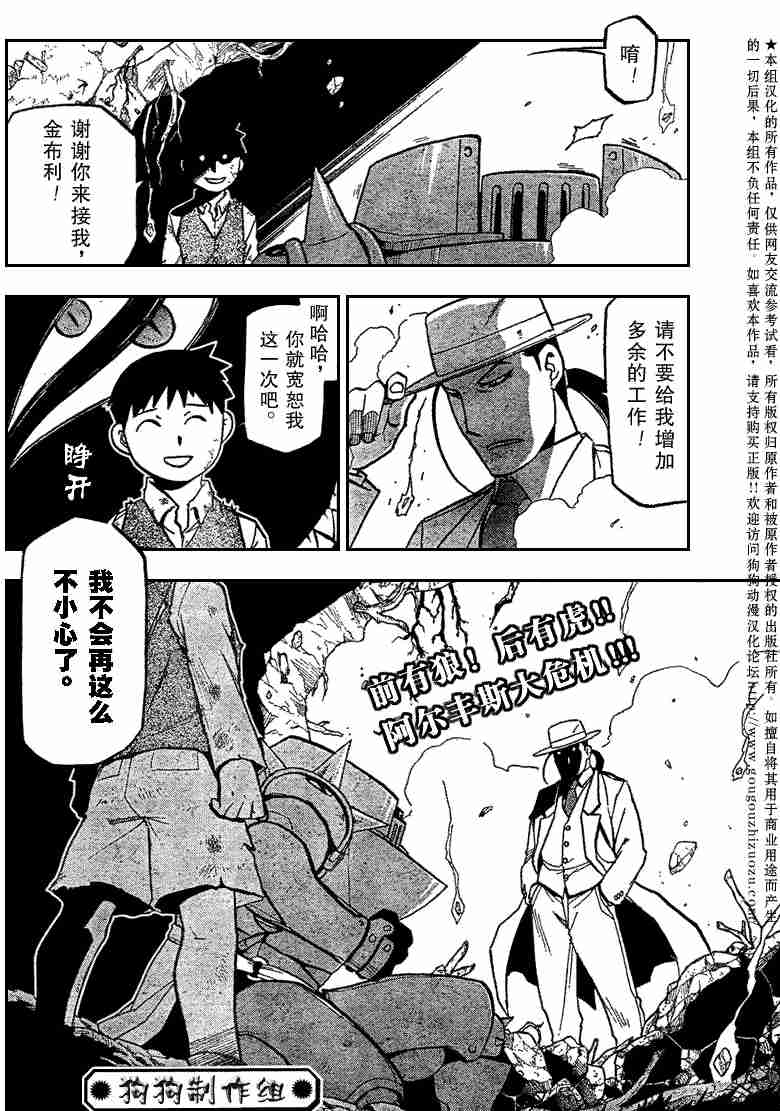 唷！
谢谢你来接我，
金布利！
请不要给我增加
多余的工作！
啊哈哈，
你就宽恕我
这一次吧。
睁开
我不会再这么
不小心了。
前有狼！后有虎!!
阿尔丰斯大危机!!!
狗狗制作组
★本组汉化的所有作品，仅供网友交流参考试看，所有版权归原作者和被原作者授权的出版社所有。如擅自将其用于商业用途而产生
的一切后果，本组不负任何责任。如喜欢本作品，请支持购买正版!!欢迎访问狗狗动漫汉化论坛http://www.gougouzhizuozu.com